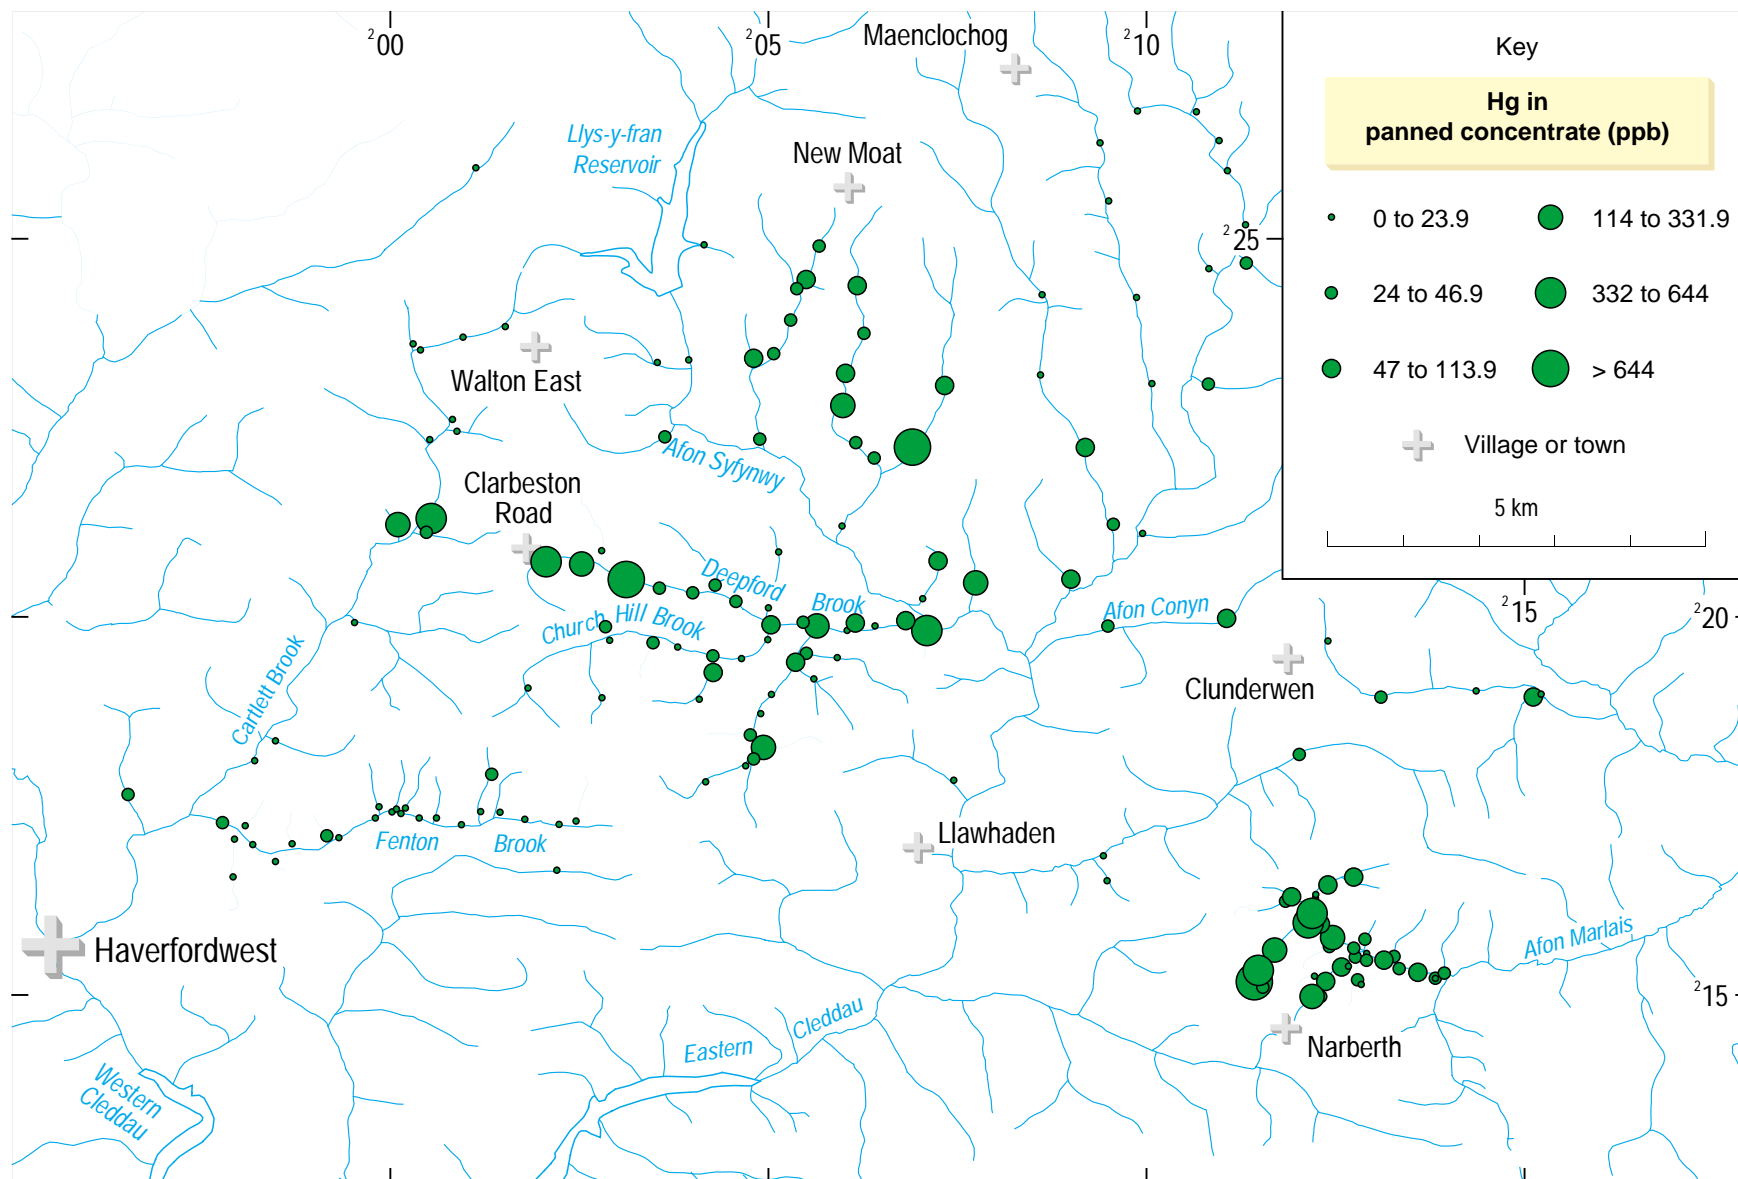 200
205
Maenclochog
210
Key
Hg in
panned concentrate (ppb)
Llys-y-fran
Reservoir
New Moat
0 to 23.9
114 to 331.9
225
24 to 46.9
332 to 644
47 to 113.9
> 644
Walton East
Village or town
Afon Syfynwy
Clarbeston
Road
5 km
Deepford
Brook
Church Hill Brook
Afon Conyn
215
20
Cartlett Brook
Clunderwen
Fenton
Brook
Llawhaden
Haverfordwest
Afon Marlais
215
Cleddau
Eastern
Narberth
Western
Cleddau